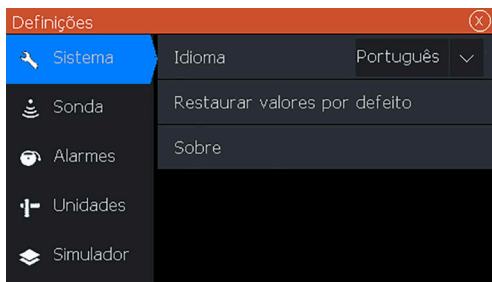 Definições
Sistema
Idioma Português
Sonda
Restaurar valores por defeito
Alarmes
Sobre
Unidades
Simulador